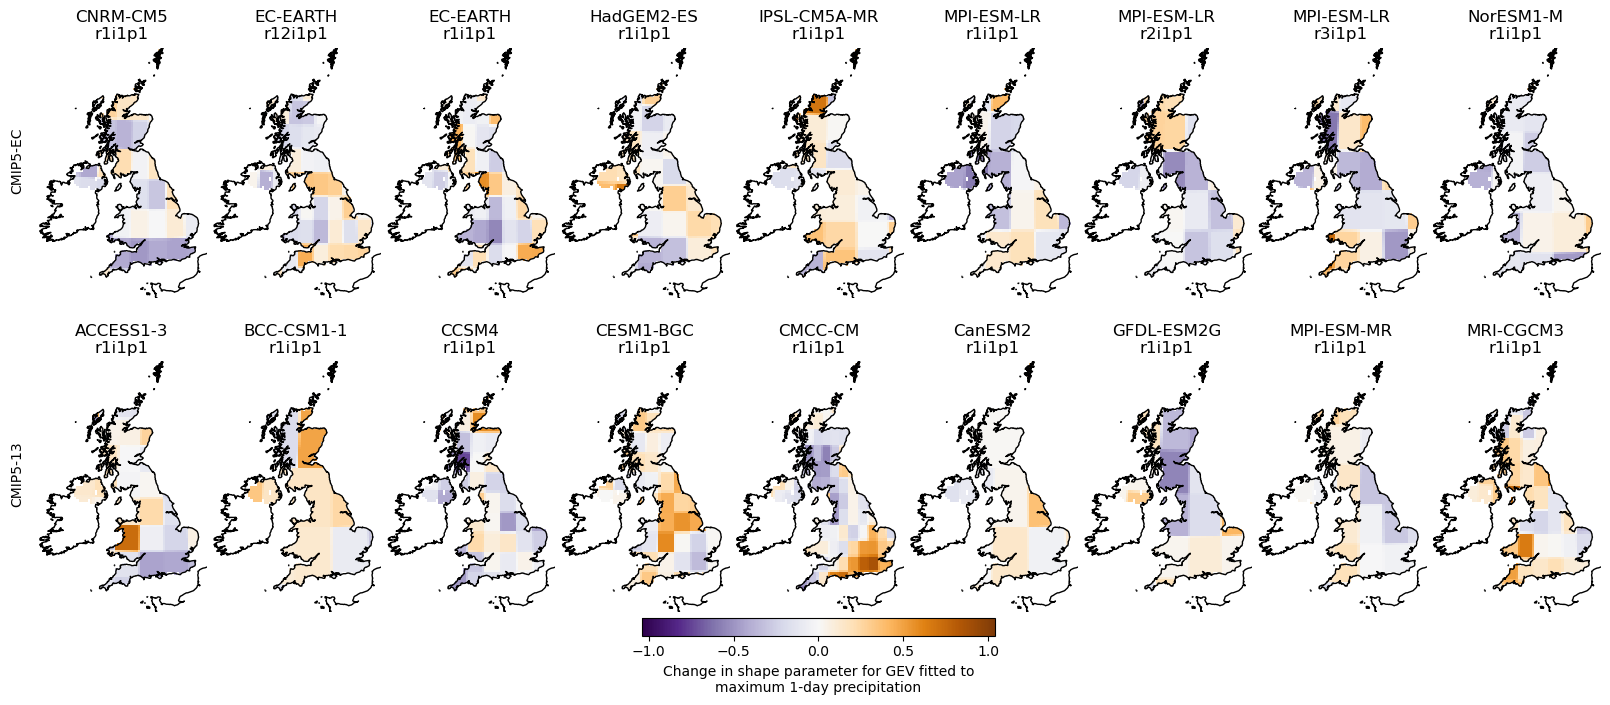 CNRM-CM5 EC-EARTH EC-EARTH HadGEM2-ES IPSL-CM5A-MR MPI-ESM-LR MPI-ESM-LR MPI-ESM-LR NorESM1-M
r1i1p1 r12i1p1 r1i1p1 r1i1p1 r1i1p1 r1i1p1 r2i1p1 r3i1p1 r1i1p1
CMIP5-EC
ACCESS1-3 BCC-CSM1-1 CCSM4 CESM1-BGC CMCC-CM CanESM2 GFDL-ESM2G MPI-ESM-MR MRI-CGCM3
r1i1p1 r1i1p1 r1i1p1 r1i1p1 r1i1p1 r1i1p1 r1i1p1 r1i1p1 r1i1p1
CMIP5-13
−1.0 −0.5 0.0 0.5 1.0
Change in shape parameter for GEV fitted to
maximum 1-day precipitation